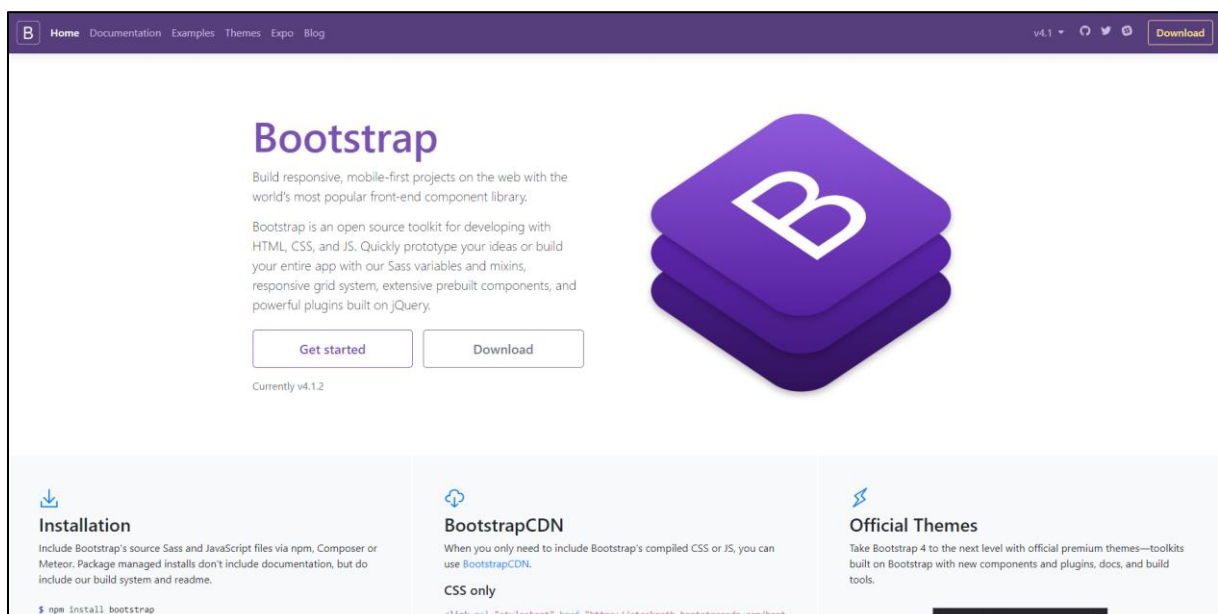 B Home Documentation Examples Themes Expo Blog v4.1 Download
Bootstrap
Build responsive, mobile-first projects on the web with the
world's most popular front-end component library.
Bootstrap is an open source toolkit for developing with
HTML, CSS, and JS. Quickly prototype your ideas or build
your entire app with our Sass variables and mixins,
responsive grid system, extensive prebuilt components, and
powerful plugins built on jQuery.
Get started Download
Currently v4.1.2
B
Installation
Include Bootstrap's source Sass and JavaScript files via npm, Composer or
Meteor. Package managed installs don't include documentation, but do
include our build system and readme.
$ npm install bootstrap
BootstrapCDN
When you only need to include Bootstrap's compiled CSS or JS, you can
use BootstrapCDN.
CSS only
Official Themes
Take Bootstrap 4 to the next level with official premium themes—toolkits
built on Bootstrap with new components and plugins, docs, and build
tools.